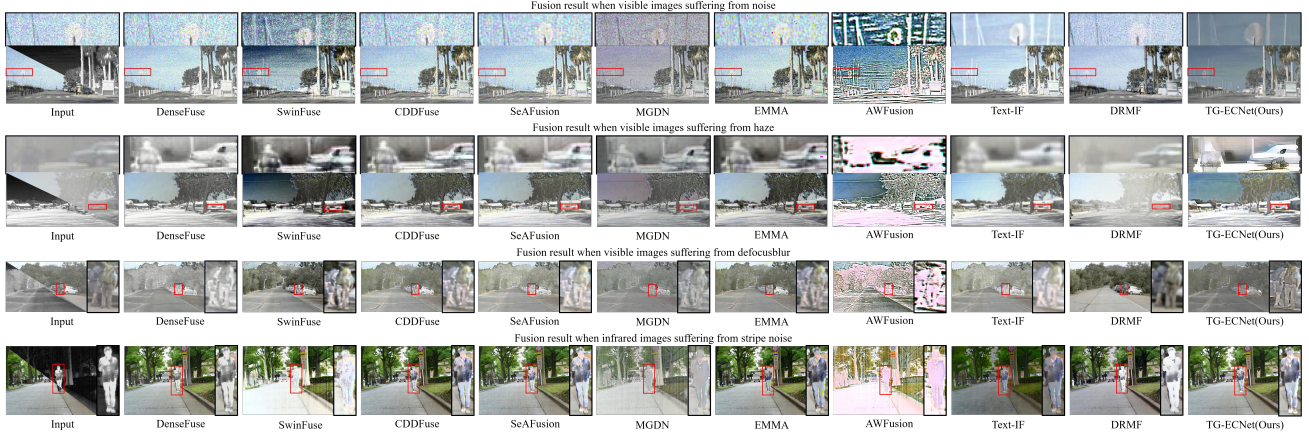 Fusion result when visible images suffering from noise
Input DenseFuse SwinFuse CDDFuse SeAFusion MGDN EMMA AWFusion Text-IF DRMF TG-ECNet(Ours)
Fusion result when visible images suffering from haze
Input DenseFuse SwinFuse CDDFuse SeAFusion MGDN EMMA AWFusion Text-IF DRMF TG-ECNet(Ours)
Fusion result when visible images suffering from defocusblur
Input DenseFuse SwinFuse CDDFuse SeAFusion MGDN EMMA AWFusion Text-IF DRMF TG-ECNet(Ours)
Fusion result when infrared images suffering from stripe noise
Input DenseFuse SwinFuse CDDFuse SeAFusion MGDN EMMA AWFusion Text-IF DRMF TG-ECNet(Ours)